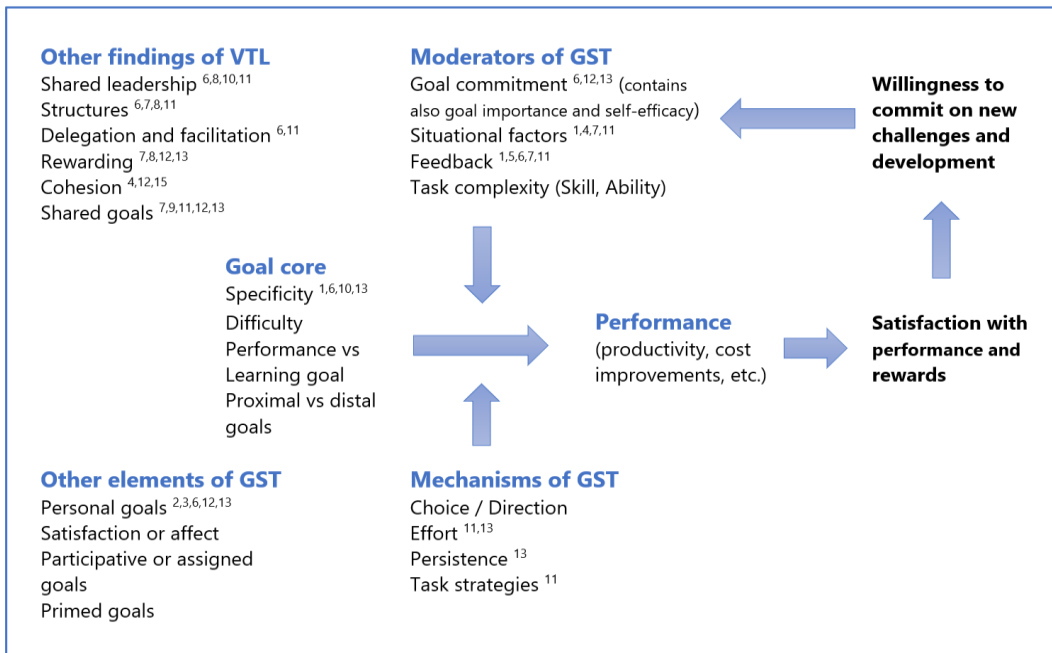 Other findings of VTL
Shared leadership 6,8,10,11
Structures 6,7,8,11
Delegation and facilitation 6,11
Rewarding 7,8,12,13
Cohesion 4,12,15
Shared goals 7,9,11,12,13
Moderators of GST
Goal commitment 6,12,13 (contains
also goal importance and self-efficacy)
Situational factors 1,4,7,11
Feedback 1,5,6,7,11
Task complexity (Skill, Ability)
Willingness to
commit on new
challenges and
development
Goal core
Specificity 1,6,10,13
Difficulty
Performance vs
Learning goal
Proximal vs distal
goals
Performance
(productivity, cost
improvements, etc.)
Satisfaction with
performance and
rewards
Other elements of GST
Personal goals 2,3,6,12,13
Satisfaction or affect
Participative or assigned
goals
Primed goals
Mechanisms of GST
Choice / Direction
Effort 11,13
Persistence 13
Task strategies 11